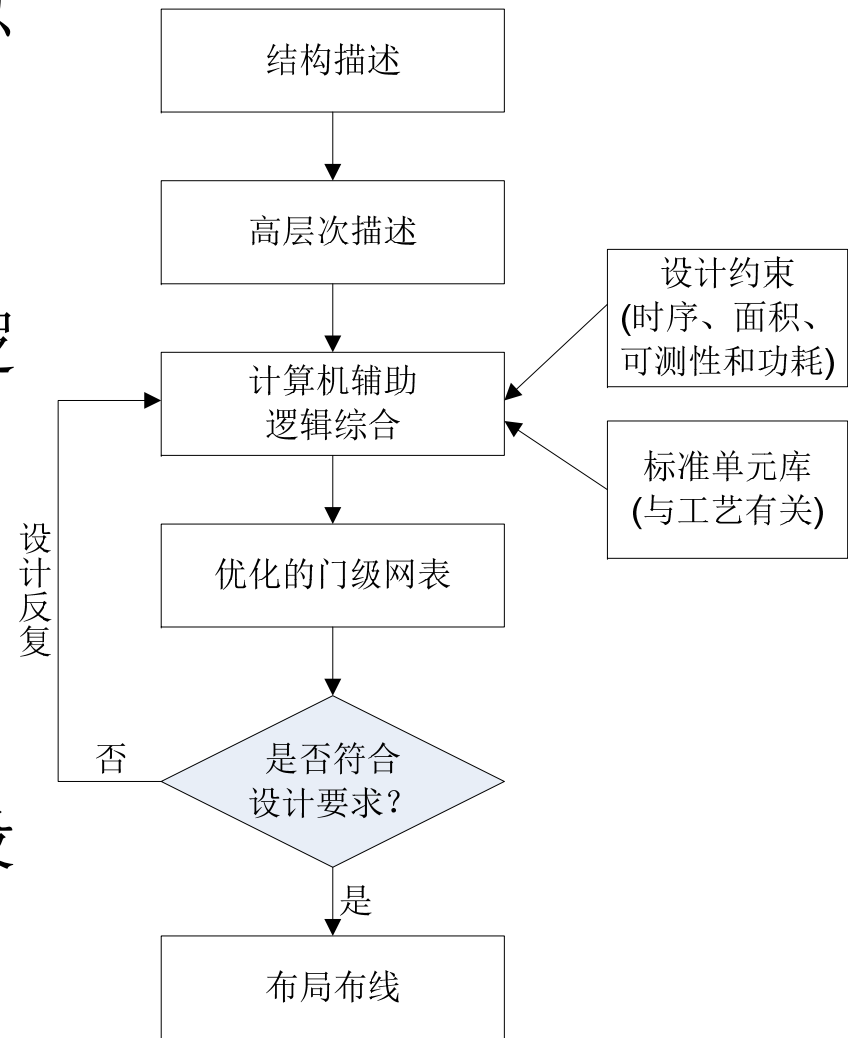 结构描述
高层次描述
设计约束
(时序、面积、
可测性和功耗)
计算机辅助
逻辑综合
标准单元库
(与工艺有关)
优化的门级网表
设计反复
否
是否符合
设计要求？
是
布局布线